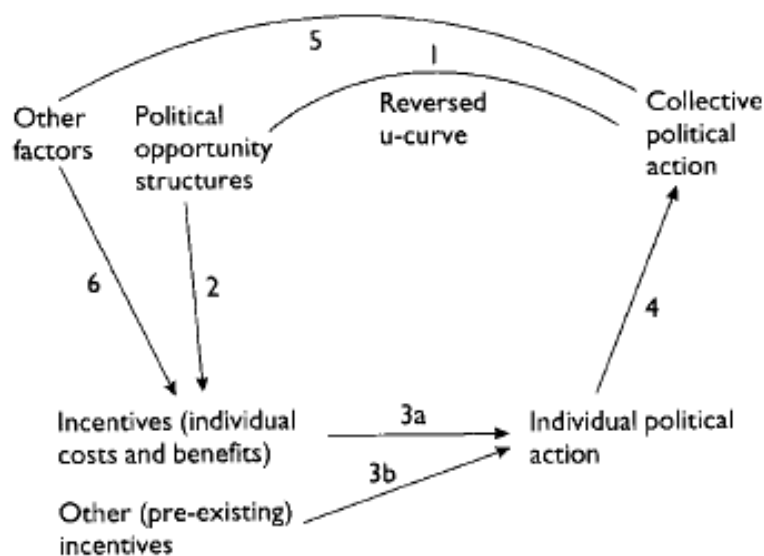 5
1
Reversed
u-curve
Other
factors
Political
opportunity
structures
Collective
political
action
6
2
4
Incentives (individual
costs and benefits)
3a
Individual political
action
3b
Other (pre-existing)
incentives